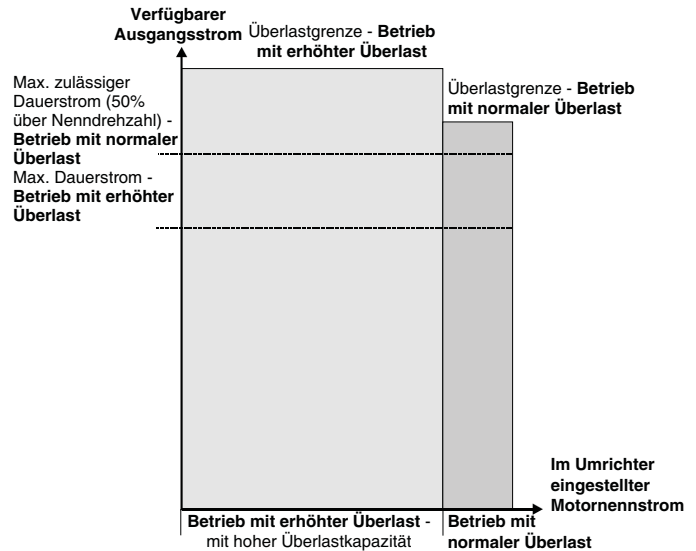 Verfügbarer
Ausgangsstrom
Überlastgrenze - Betrieb
mit erhöhter Überlast
Überlastgrenze - Betrieb
mit normaler Überlast
Max. zulässiger
Dauerstrom (50%
über Nenndrehzahl) -
Betrieb mit normaler
Überlast
Max. Dauerstrom -
Betrieb mit erhöhter
Überlast
Im Umrichter
eingestellter
Motornennstrom
Betrieb mit erhöhter Überlast -
mit hoher Überlastkapazität
Betrieb mit
normaler Überlast